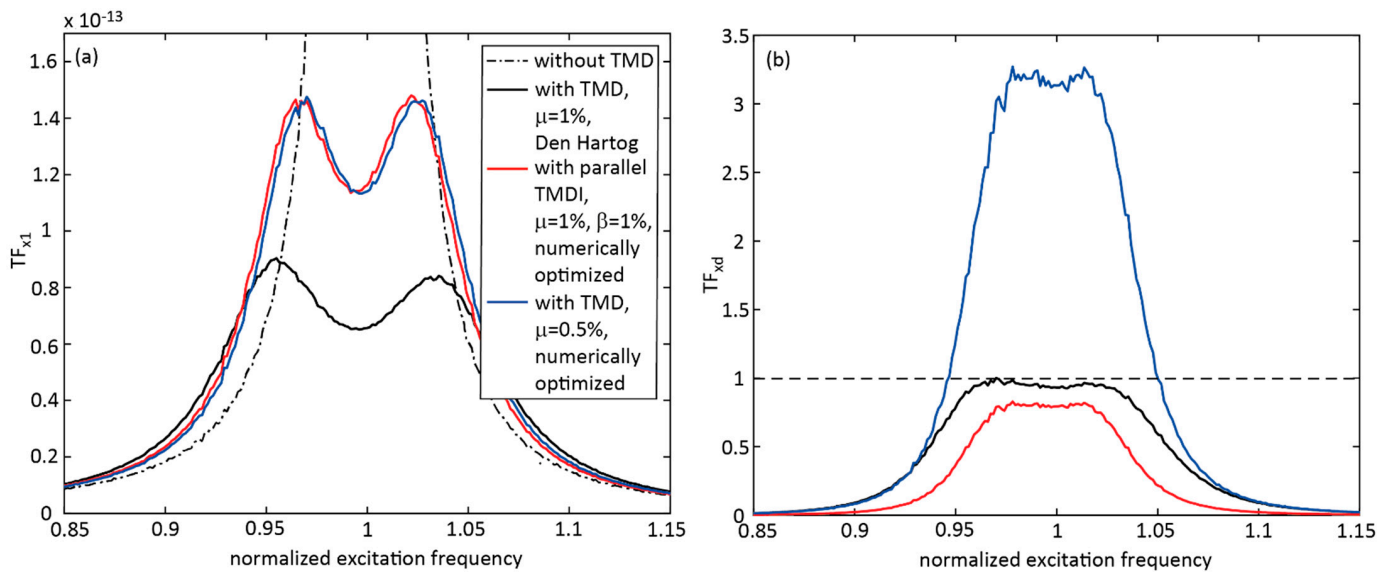 x 10-13
(a)
1.6
1.4
1.2
1
0.8
0.6
0.4
0.2
0
TFx1
0.85
0.9
0.95
1
1.05
1.1
1.15
normalized excitation frequency
without TMD
with TMD,
μ=1%,
Den Hartog
with parallel
TMDI,
μ=1%, β=1%,
numerically
optimized
with TMD,
μ=0.5%,
numerically
optimized
(b)
3.5
3
2.5
2
1.5
1
0.5
0
TFxd
0.85
0.9
0.95
1
1.05
1.1
1.15
normalized excitation frequency